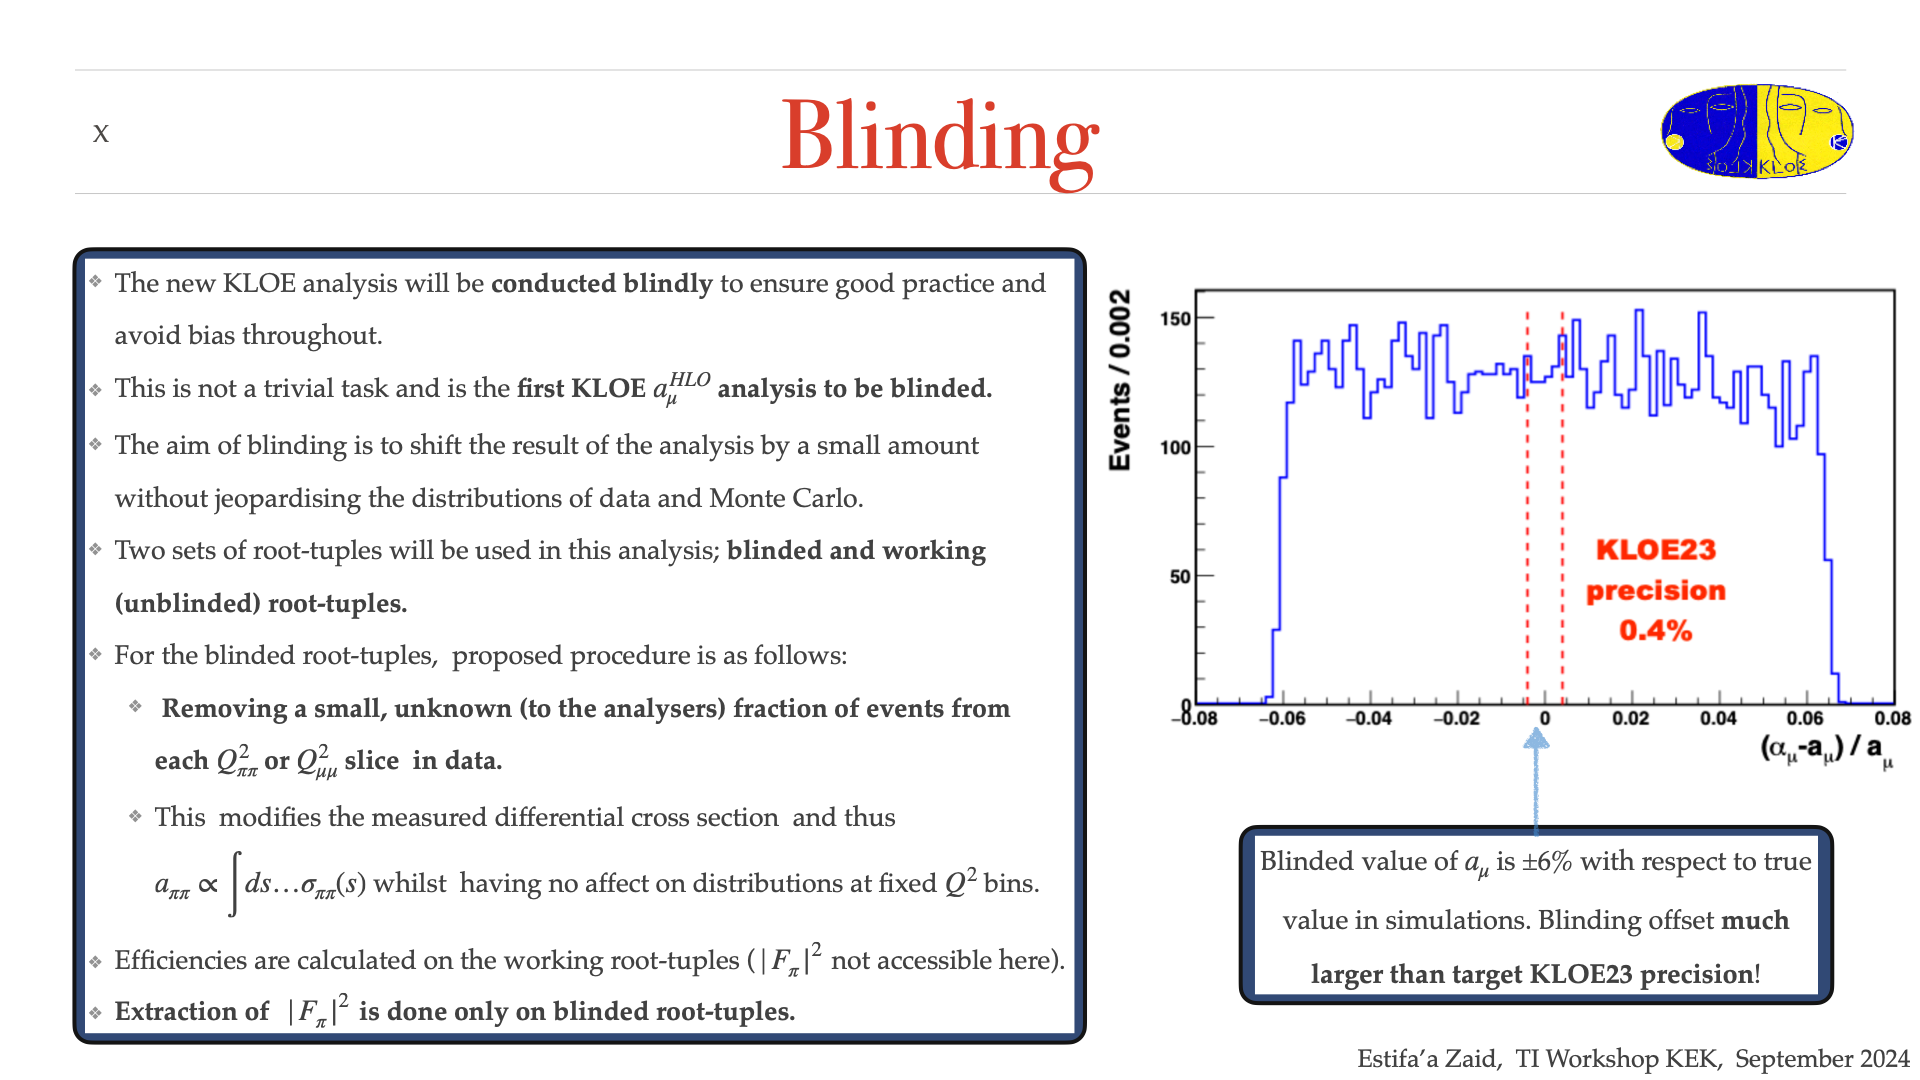 X
Blinding
KLOE
❖ The new KLOE analysis will be conducted blindly to ensure good practice and
avoid bias throughout.
❖ This is not a trivial task and is the first KLOE a_μ^{HLO} analysis to be blinded.
❖ The aim of blinding is to shift the result of the analysis by a small amount
without jeopardising the distributions of data and Monte Carlo.
❖ Two sets of root-tuples will be used in this analysis; blinded and working
(unblinded) root-tuples.
❖ For the blinded root-tuples, proposed procedure is as follows:
❖ Removing a small, unknown (to the analysers) fraction of events from
each Q²_{ππ} or Q²_{μμ} slice in data.
❖ This modifies the measured differential cross section and thus
a_{ππ} ∝ ∫ds…σ_{ππ}(s) whilst having no affect on distributions at fixed Q² bins.
❖ Efficiencies are calculated on the working root-tuples (|F_π|² not accessible here).
❖ Extraction of |F_π|² is done only on blinded root-tuples.
Events / 0.002
150
100
50
0
−0.08 −0.06 −0.04 −0.02 0 0.02 0.04 0.06 0.08
(α_μ-a_μ) / a_μ
KLOE23
precision
0.4%
Blinded value of a_μ is ±6% with respect to true
value in simulations. Blinding offset much
larger than target KLOE23 precision!
Estifa’a Zaid, TI Workshop KEK, September 2024